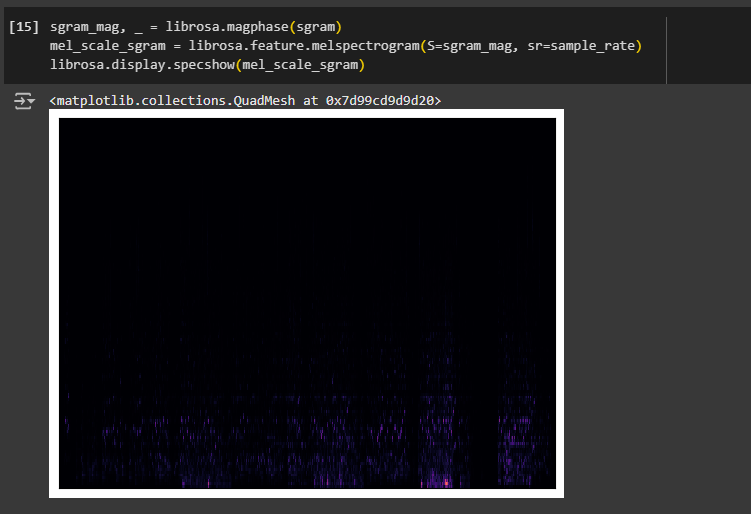 [15] sgram_mag, _ = librosa.magphase(sgram)
mel_scale_sgram = librosa.feature.melspectrogram(S=sgram_mag, sr=sample_rate)
librosa.display.specshow(mel_scale_sgram)
<matplotlib.collections.QuadMesh at 0x7d99cd9d9d20>